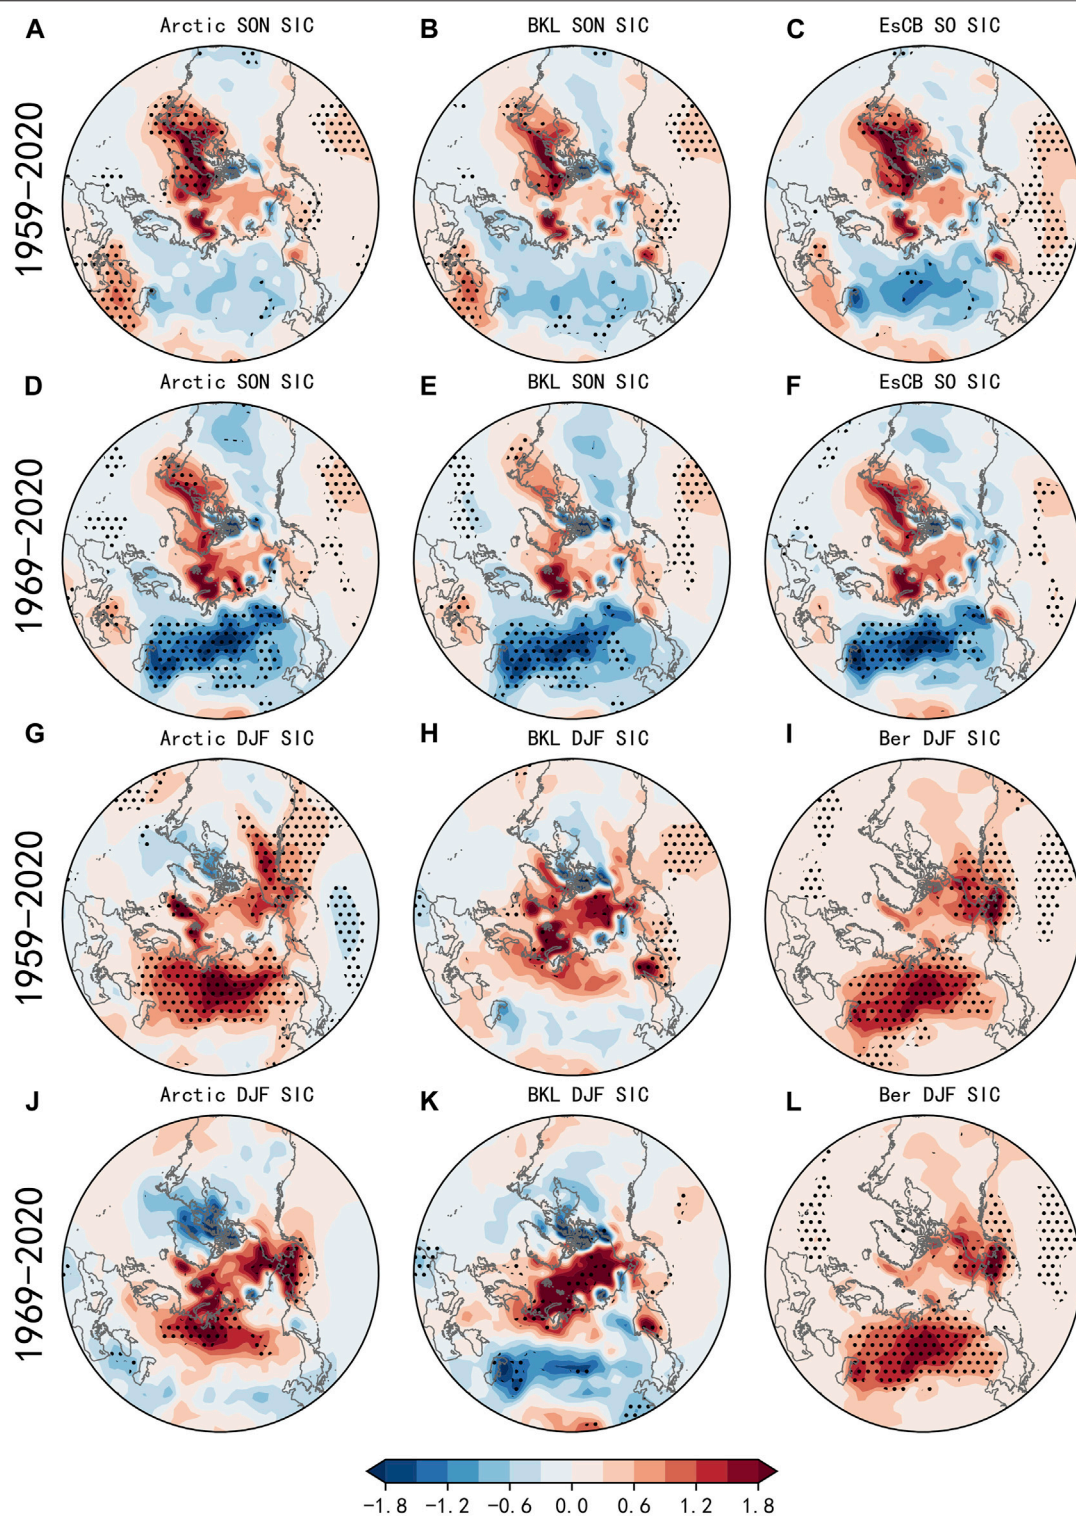 A Arctic SON SIC
B BKL SON SIC
C EsCB SO SIC
1959–2020
D Arctic SON SIC
E BKL SON SIC
F EsCB SO SIC
1969–2020
G Arctic DJF SIC
H BKL DJF SIC
I Ber DJF SIC
1959–2020
J Arctic DJF SIC
K BKL DJF SIC
L Ber DJF SIC
1969–2020
−1.8 −1.2 −0.6 0.0 0.6 1.2 1.8